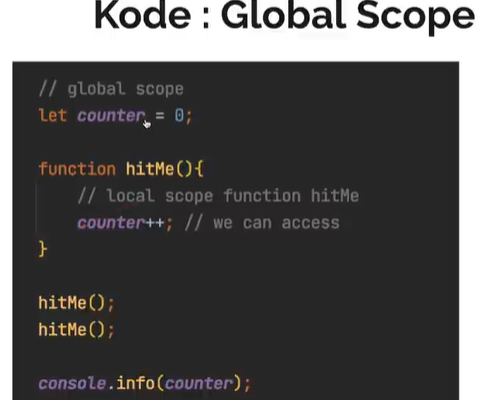 Kode : Global Scope
// global scope
let counter = 0;
function hitMe(){
// local scope function hitMe
counter++; // we can access
}
hitMe();
hitMe();
console.info(counter);